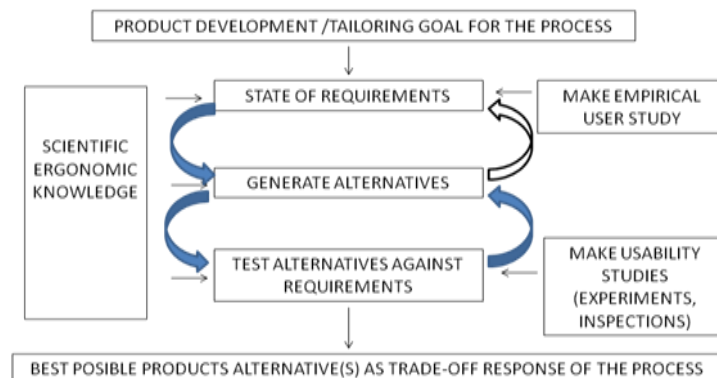 PRODUCT DEVELOPMENT /TAILORING GOAL FOR THE PROCESS
STATE OF REQUIREMENTS
MAKE EMPIRICAL
USER STUDY
SCIENTIFIC
ERGONOMIC
KNOWLEDGE
GENERATE ALTERNATIVES
TEST ALTERNATIVES AGAINST
REQUIREMENTS
MAKE USABILITY
STUDIES
(EXPERIMENTS,
INSPECTIONS)
BEST POSIBLE PRODUCTS ALTERNATIVE(S) AS TRADE-OFF RESPONSE OF THE PROCESS